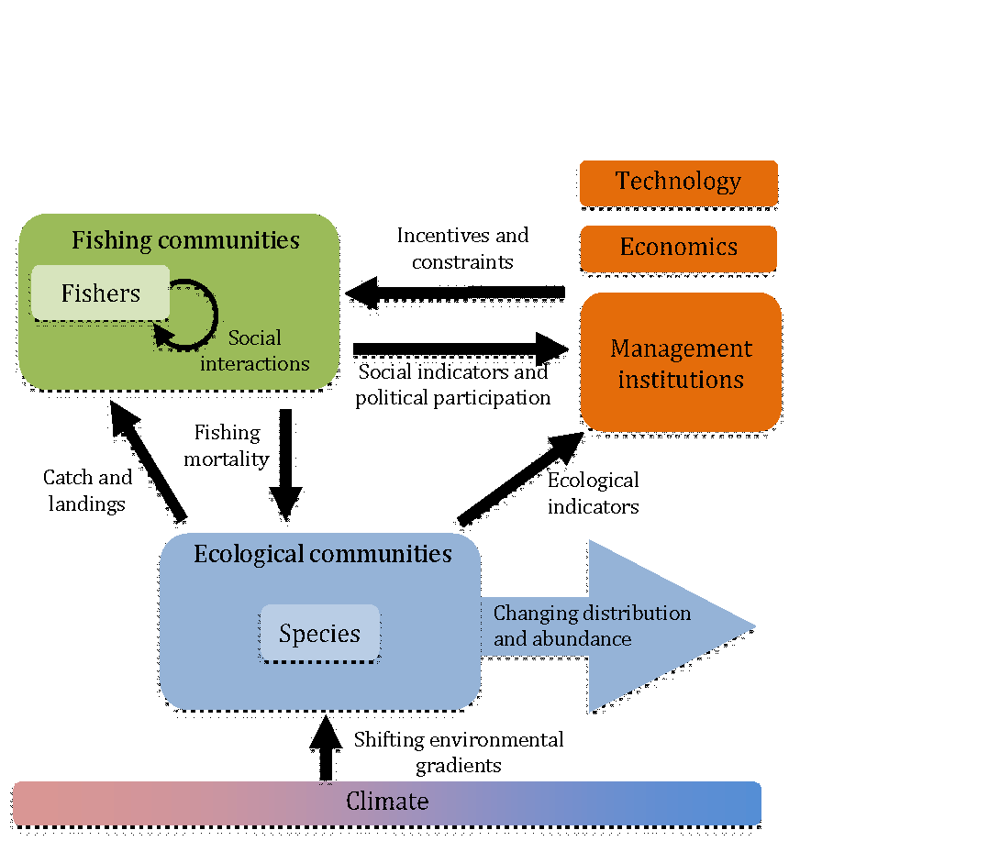 Technology
Economics
Management
institutions
Incentives and
constraints
Fishing communities
Fishers
Social
interactions
Social indicators and
political participation
Fishing
mortality
Catch and
landings
Ecological
indicators
Ecological communities
Species
Changing distribution
and abundance
Shifting environmental
gradients
Climate